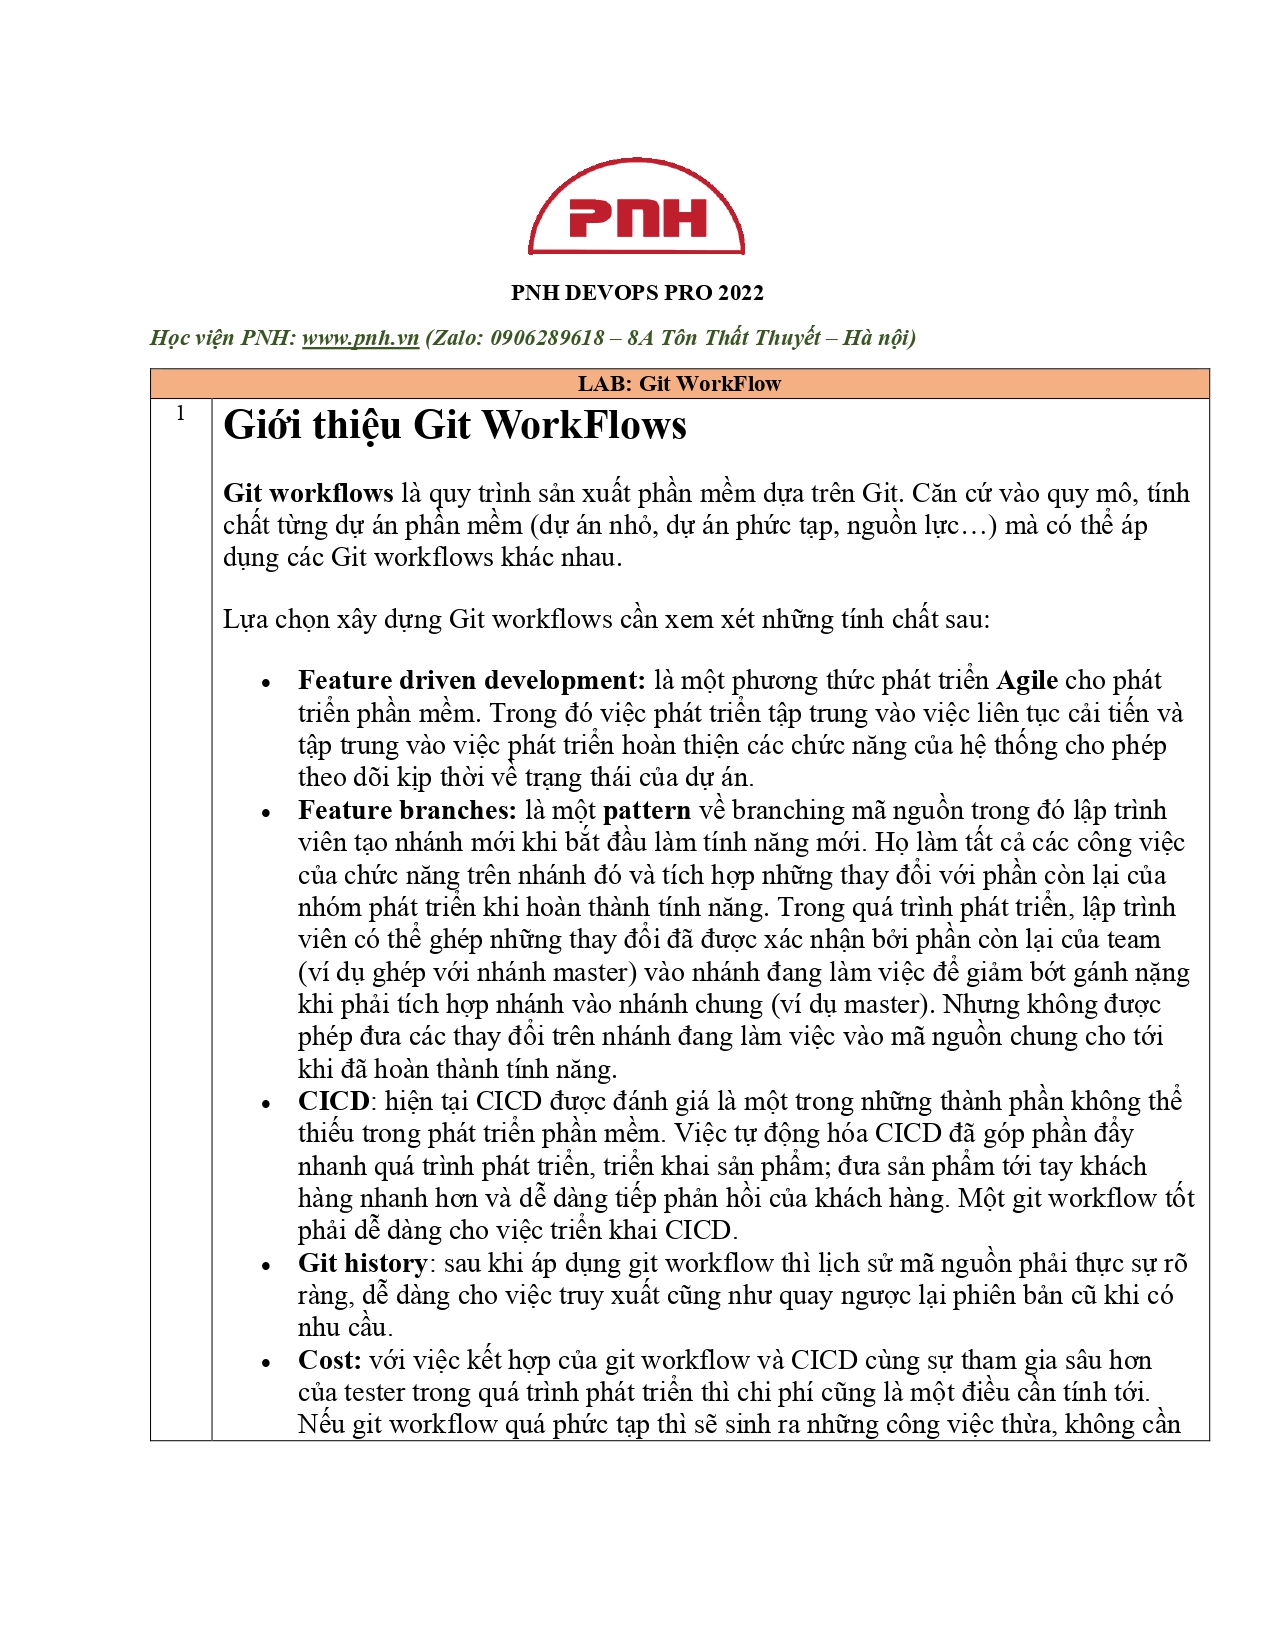 PNH
PNH DEVOPS PRO 2022
Học viện PNH: www.pnh.vn (Zalo: 0906289618 – 8A Tôn Thất Thuyết – Hà nội)
LAB: Git WorkFlow
1
Giới thiệu Git WorkFlows
Git workflows là quy trình sản xuất phần mềm dựa trên Git. Căn cứ vào quy mô, tính
chất từng dự án phần mềm (dự án nhỏ, dự án phức tạp, nguồn lực…) mà có thể áp
dụng các Git workflows khác nhau.
Lựa chọn xây dựng Git workflows cần xem xét những tính chất sau:
• Feature driven development: là một phương thức phát triển Agile cho phát
triển phần mềm. Trong đó việc phát triển tập trung vào việc liên tục cải tiến và
tập trung vào việc phát triển hoàn thiện các chức năng của hệ thống cho phép
theo dõi kịp thời về trạng thái của dự án.
• Feature branches: là một pattern về branching mã nguồn trong đó lập trình
viên tạo nhánh mới khi bắt đầu làm tính năng mới. Họ làm tất cả các công việc
của chức năng trên nhánh đó và tích hợp những thay đổi với phần còn lại của
nhóm phát triển khi hoàn thành tính năng. Trong quá trình phát triển, lập trình
viên có thể ghép những thay đổi đã được xác nhận bởi phần còn lại của team
(ví dụ ghép với nhánh master) vào nhánh đang làm việc để giảm bớt gánh nặng
khi phải tích hợp nhánh vào nhánh chung (ví dụ master). Nhưng không được
phép đưa các thay đổi trên nhánh đang làm việc vào mã nguồn chung cho tới
khi đã hoàn thành tính năng.
• CICD: hiện tại CICD được đánh giá là một trong những thành phần không thể
thiếu trong phát triển phần mềm. Việc tự động hóa CICD đã góp phần đẩy
nhanh quá trình phát triển, triển khai sản phẩm; đưa sản phẩm tới tay khách
hàng nhanh hơn và dễ dàng tiếp phản hồi của khách hàng. Một git workflow tốt
phải dễ dàng cho việc triển khai CICD.
• Git history: sau khi áp dụng git workflow thì lịch sử mã nguồn phải thực sự rõ
ràng, dễ dàng cho việc truy xuất cũng như quay ngược lại phiên bản cũ khi có
nhu cầu.
• Cost: với việc kết hợp của git workflow và CICD cùng sự tham gia sâu hơn
của tester trong quá trình phát triển thì chi phí cũng là một điều cần tính tới.
Nếu git workflow quá phức tạp thì sẽ sinh ra những công việc thừa, không cần